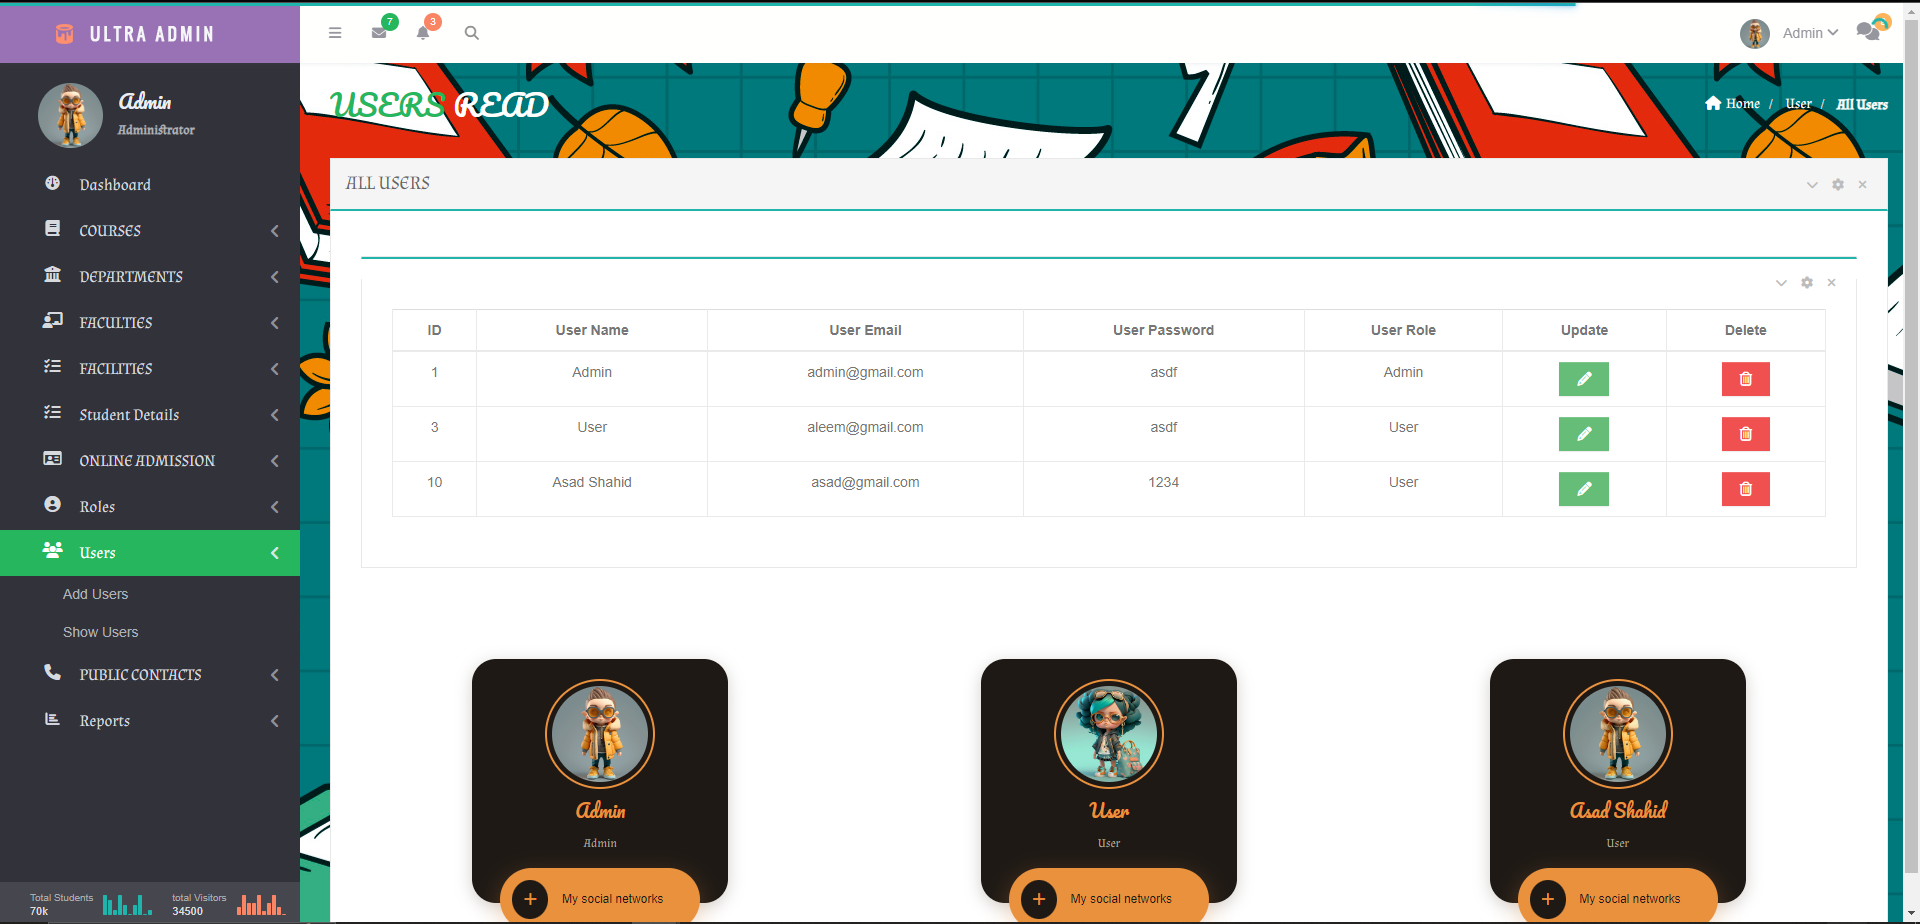 ULTRA ADMIN
7
3
Admin
Admin
Administrator
USERS READ
Home / User / All Users
Dashboard
COURSES
DEPARTMENTS
FACULTIES
FACILITIES
Student Details
ONLINE ADMISSION
Roles
Users
Add Users
Show Users
PUBLIC CONTACTS
Reports
Total Students
70k
total Visitors
34500
ALL USERS
ID User Name User Email User Password User Role Update Delete
1 Admin admin@gmail.com asdf Admin
3 User aleem@gmail.com asdf User
10 Asad Shahid asad@gmail.com 1234 User
Admin
Admin
+ My social networks
User
User
+ My social networks
Asad Shahid
User
+ My social networks